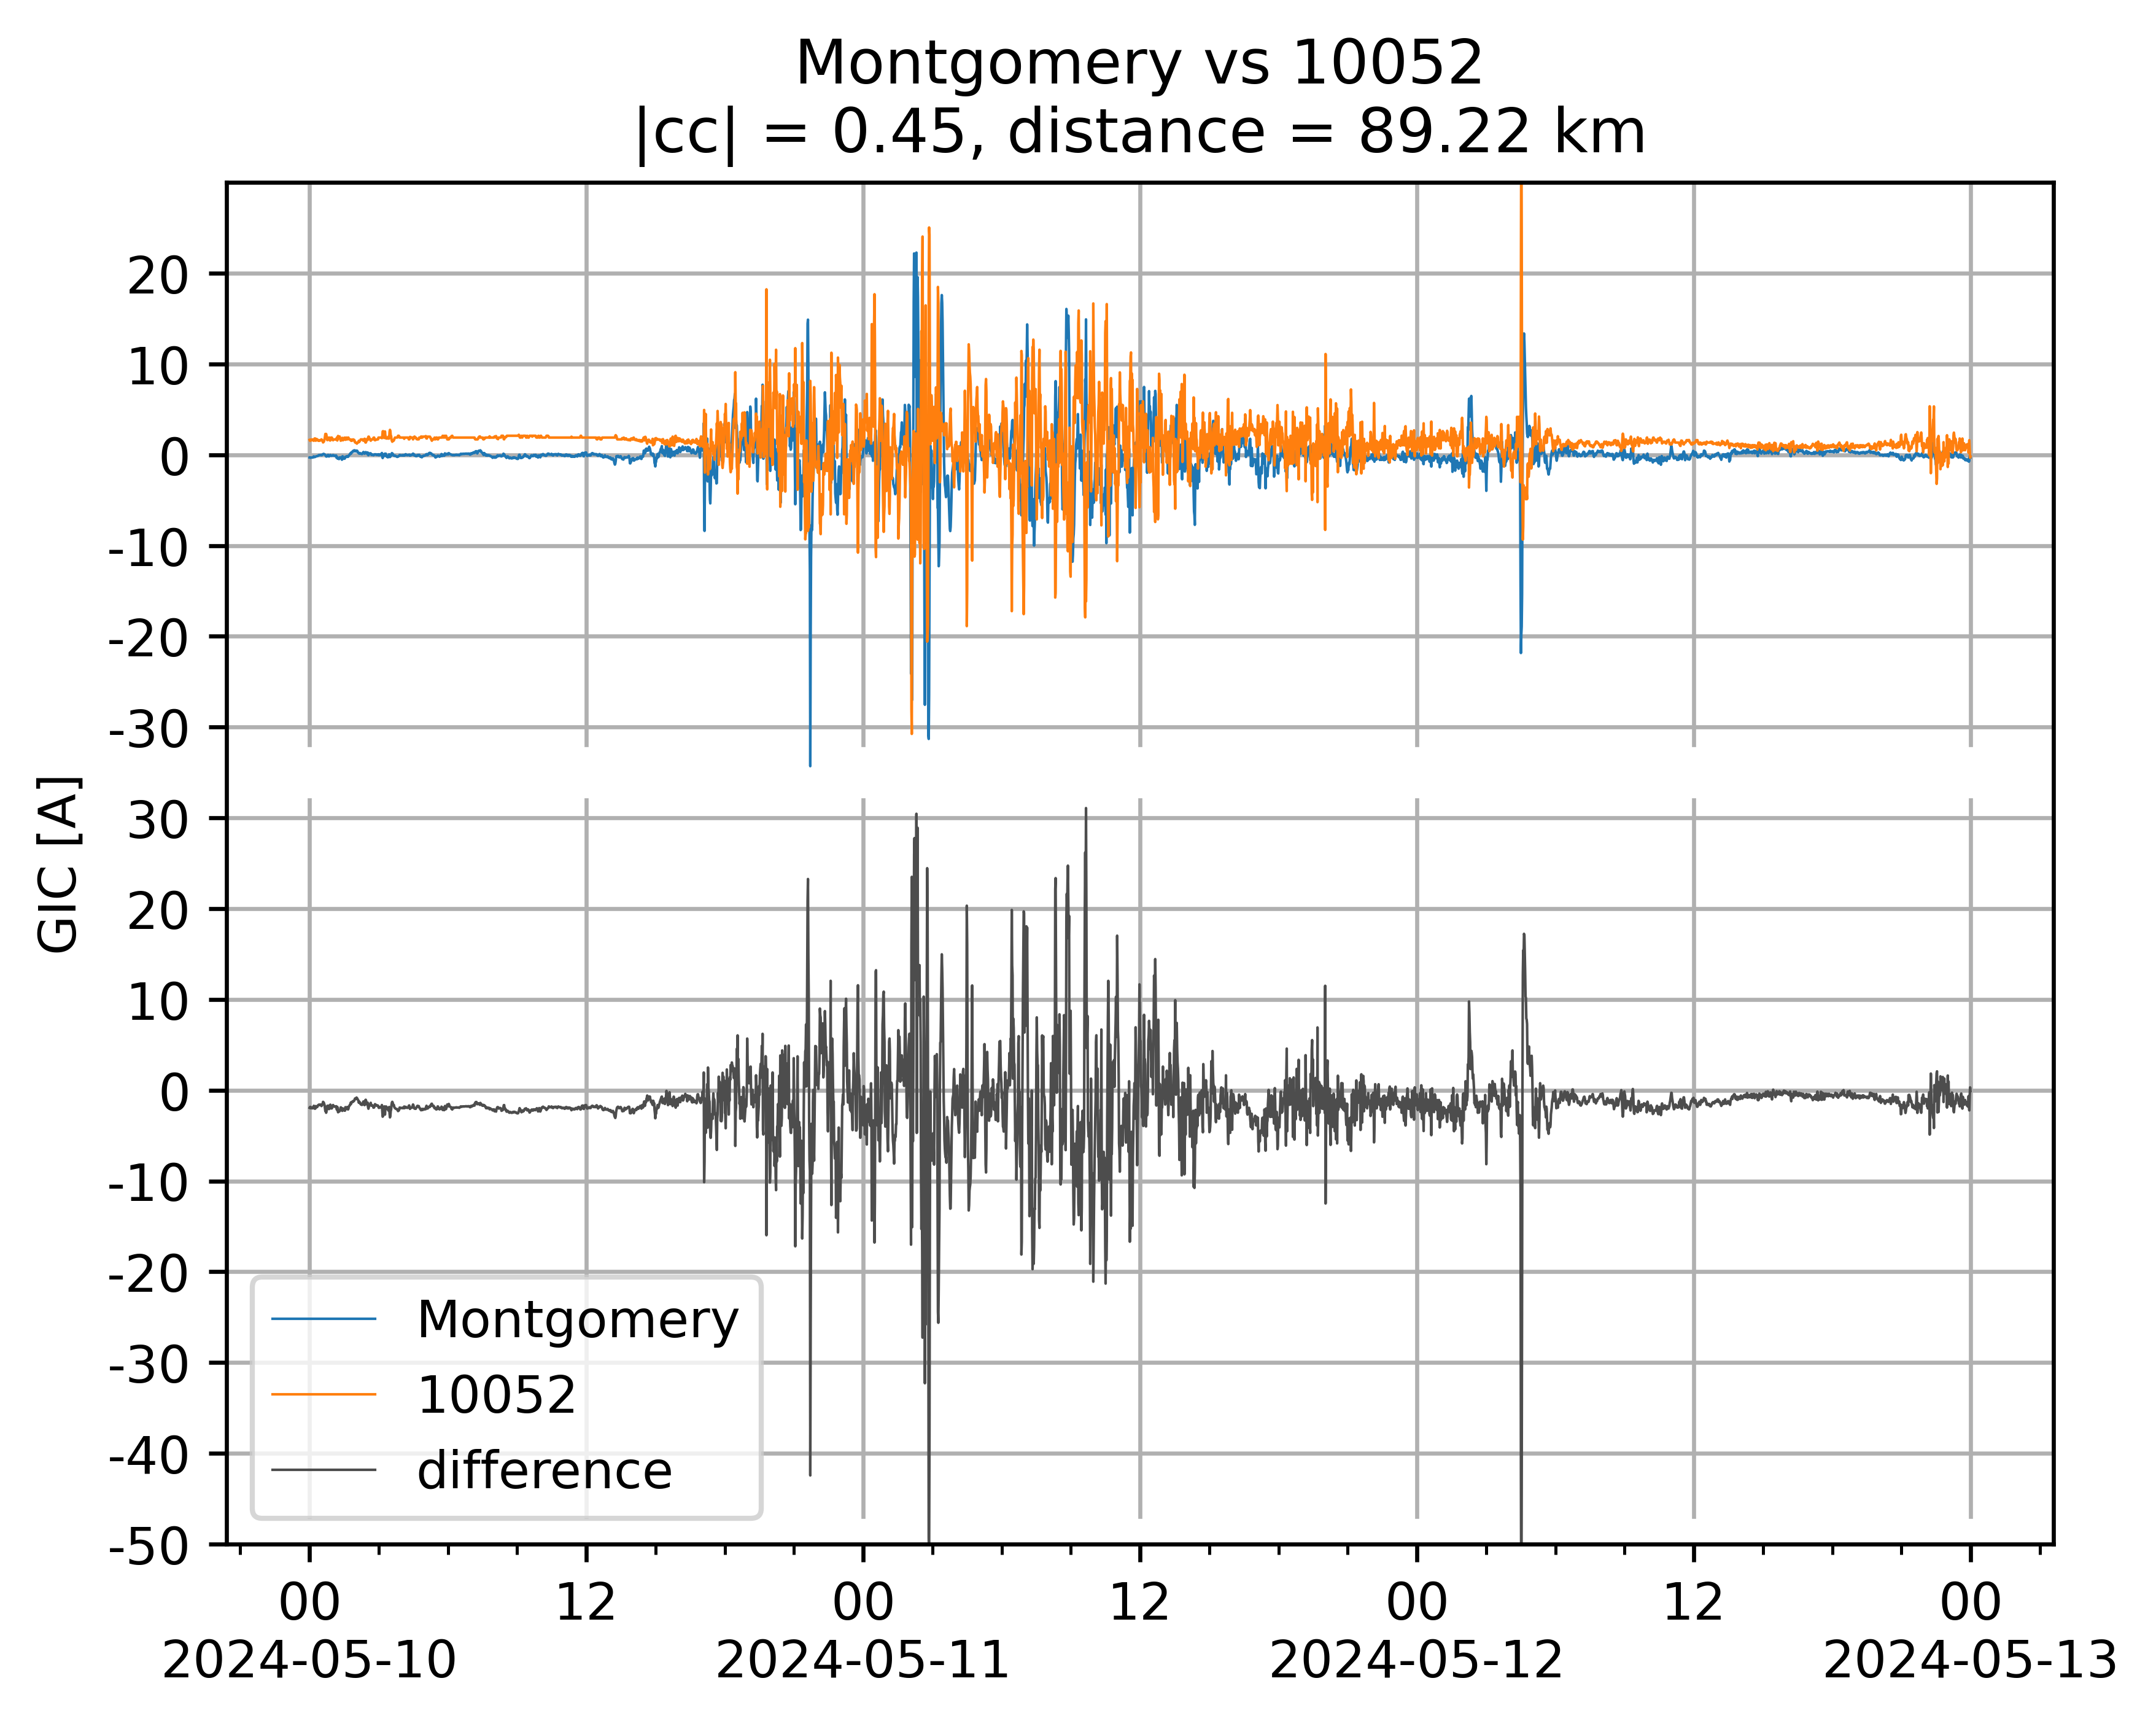 Montgomery vs 10052
|cc| = 0.45, distance = 89.22 km
GIC [A]
20
10
0
-10
-20
-30
30
20
10
0
-10
-20
-30
-40
-50
Montgomery
10052
difference
00 12 00 12 00 12 00
2024-05-10 2024-05-11 2024-05-12 2024-05-13